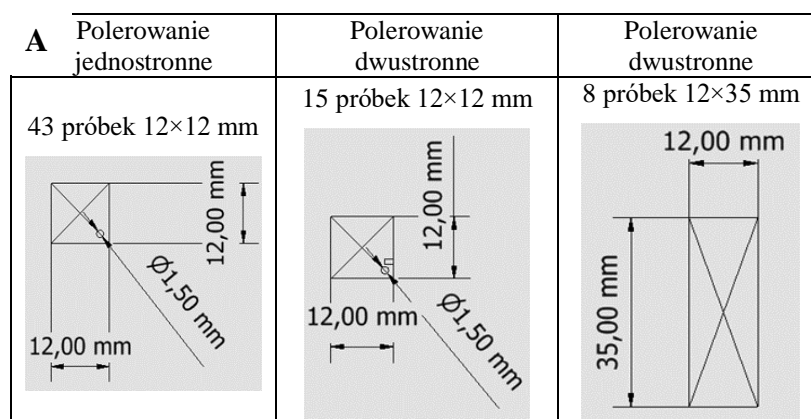 A
Polerowanie
jednostronne
Polerowanie
dwustronne
Polerowanie
dwustronne
43 próbek 12×12 mm
12,00 mm
Ø1,50 mm
12,00 mm
15 próbek 12×12 mm
12,00 mm
Ø1,50 mm
12,00 mm
8 próbek 12×35 mm
12,00 mm
35,00 mm